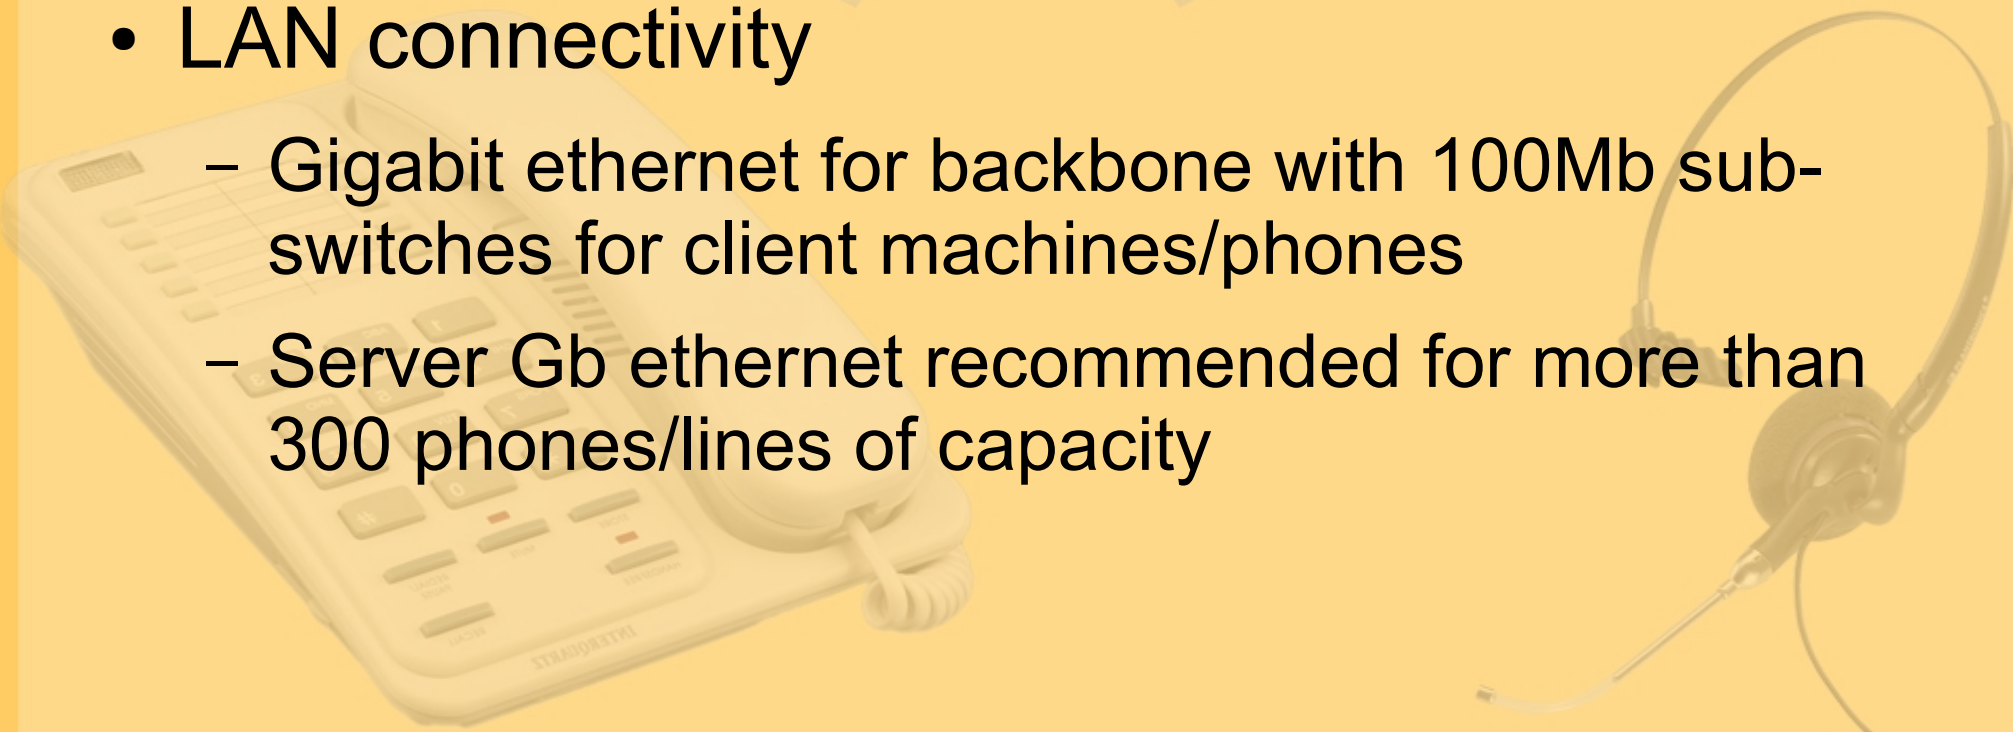 • LAN connectivity
– Gigabit ethernet for backbone with 100Mb sub-
switches for client machines/phones
– Server Gb ethernet recommended for more than
300 phones/lines of capacity
INTERQUARTZ